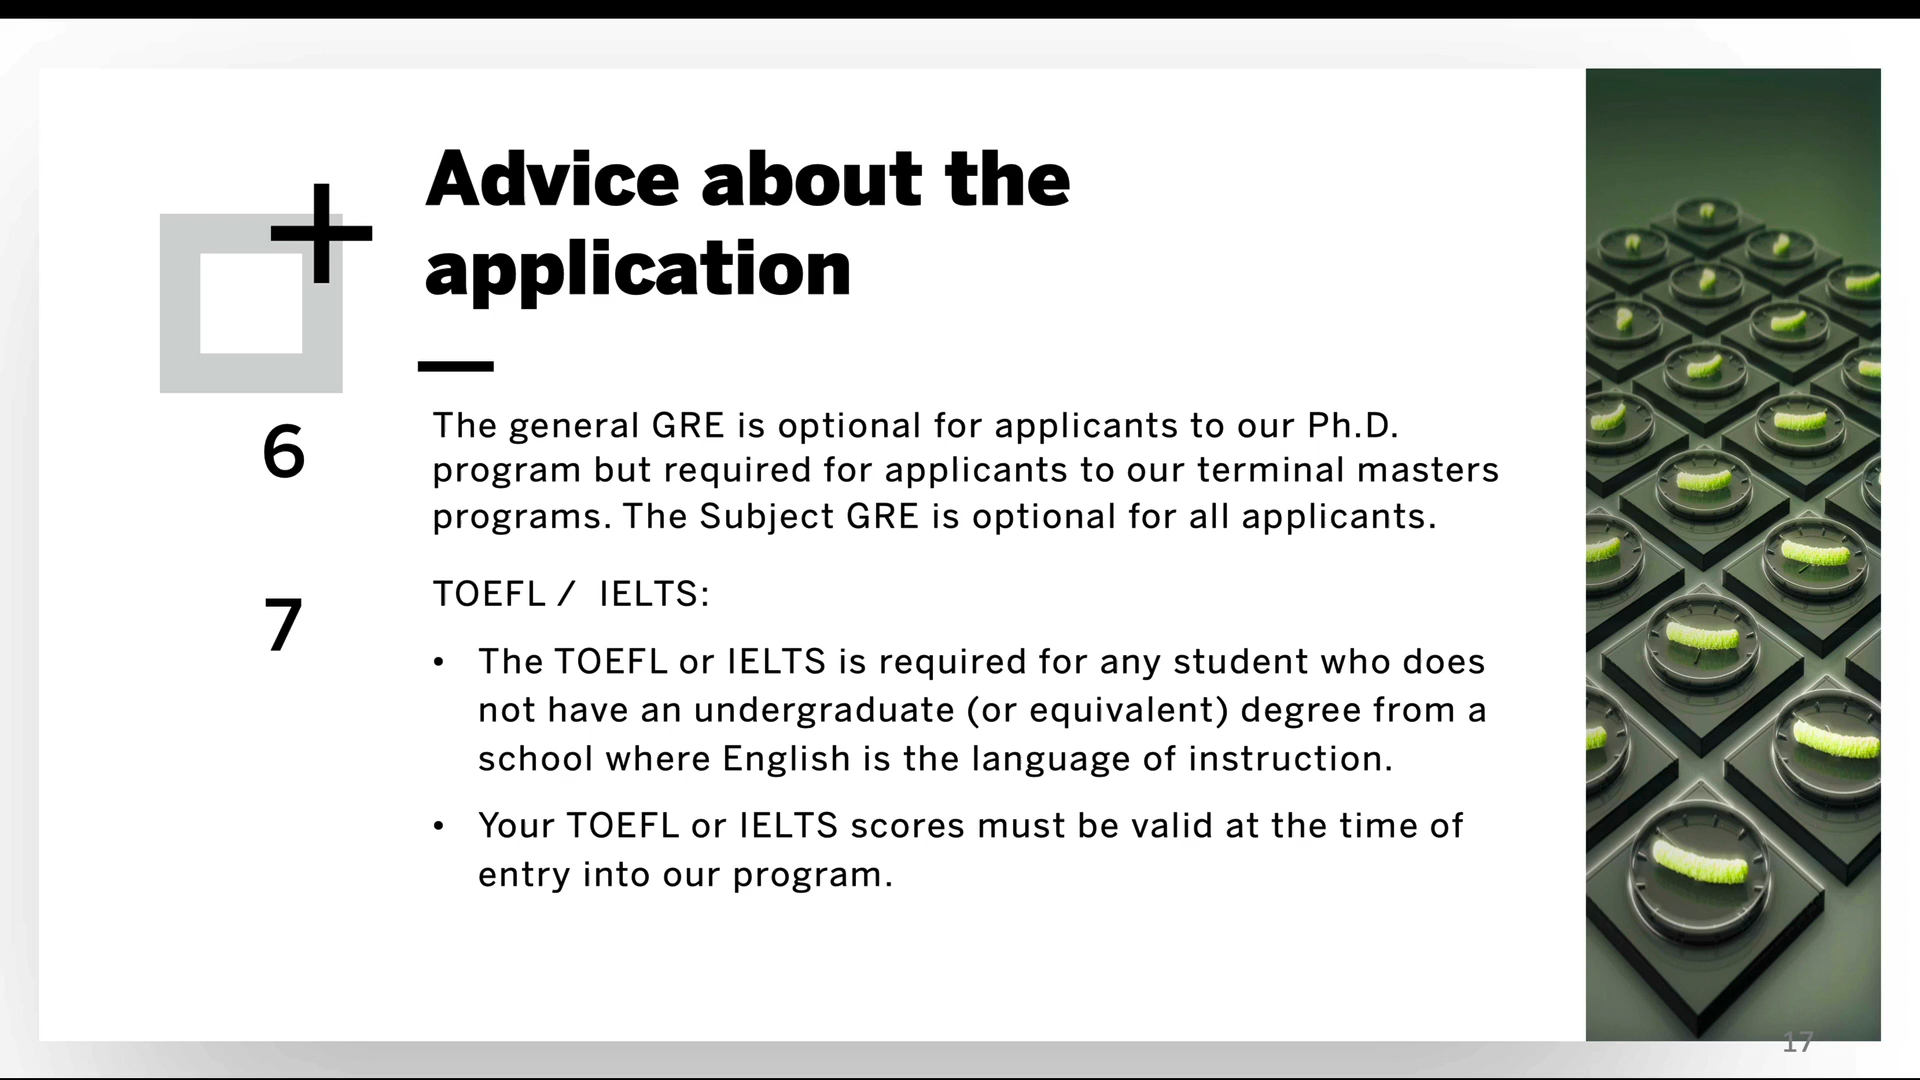 Advice about the
application
6
The general GRE is optional for applicants to our Ph.D.
program but required for applicants to our terminal masters
programs. The Subject GRE is optional for all applicants.
7
TOEFL /  IELTS:
• The TOEFL or IELTS is required for any student who does
not have an undergraduate (or equivalent) degree from a
school where English is the language of instruction.
• Your TOEFL or IELTS scores must be valid at the time of
entry into our program.
17